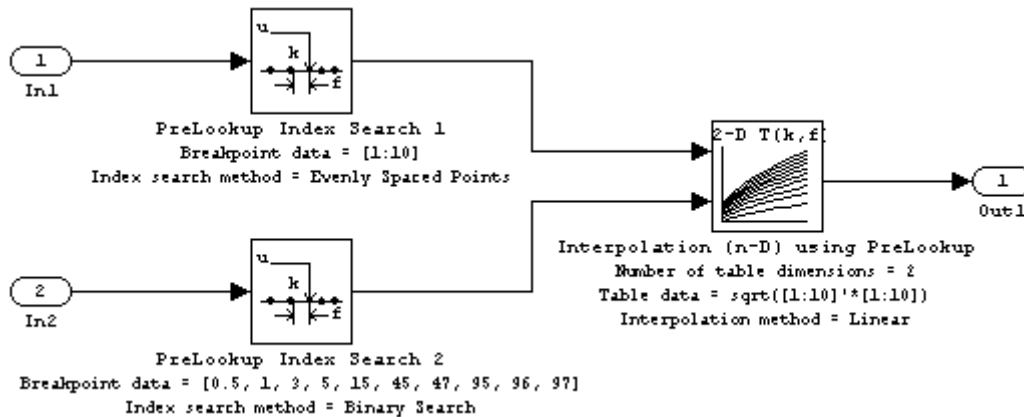 u
k
f
1
In1
PreLookup Index Search 1
Breakpoint data = [1:10]
Index search method = Evenly Spaced Points
2-D T(k,f
1
Out1
Interpolation (n-D) using PreLookup
Number of table dimensions = 2
Table data = sqrt([1:10]'*[1:10])
Interpolation method = Linear
u
k
f
2
In2
PreLookup Index Search 2
Breakpoint data = [0.5, 1, 3, 5, 15, 45, 47, 95, 96, 97]
Index search method = Binary Search